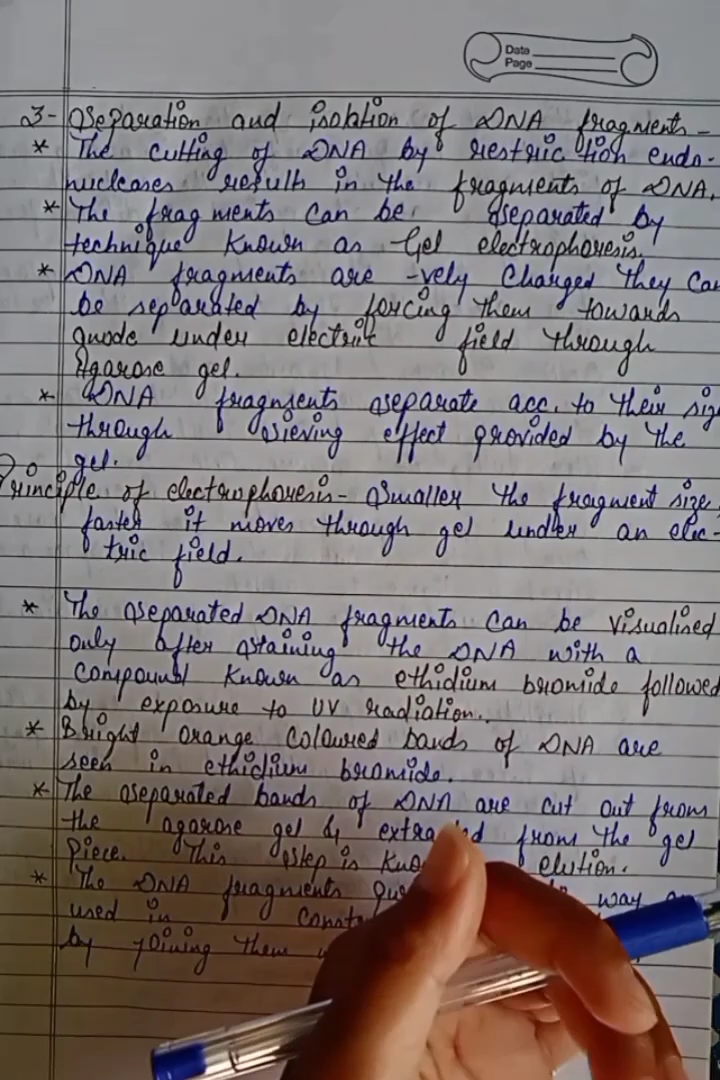 Date
Page
3- Separation and isolation of DNA fragments-
* The cutting of DNA by restriction endo-
nucleases results in the fragments of DNA.
* The fragments can be separated by
technique known as Gel electrophoresis.
* DNA fragments are -vely charged they can
be separated by forcing them towards
anode under electric field through
Agarose gel.
* DNA fragments separate acc. to their size
through sieving effect provided by the
gel.
Principle of electrophoresis- Smaller the fragment size,
faster it moves through gel under an elec-
tric field.
* The separated DNA fragments can be visualised
only after staining the DNA with a
compound known as ethidium bromide followed
by exposure to UV radiation.
* Bright orange coloured bands of DNA are
seen in ethidium bromide.
* The separated bands of DNA are cut out from
the agarose gel & extracted from the gel
piece. This step is elution.
* The DNA fragments way
used in
by joining them